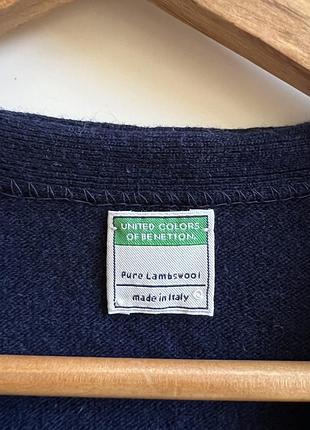 UNITED COLORS
OF BENETTON.
Pure Lambswool
made in Italy